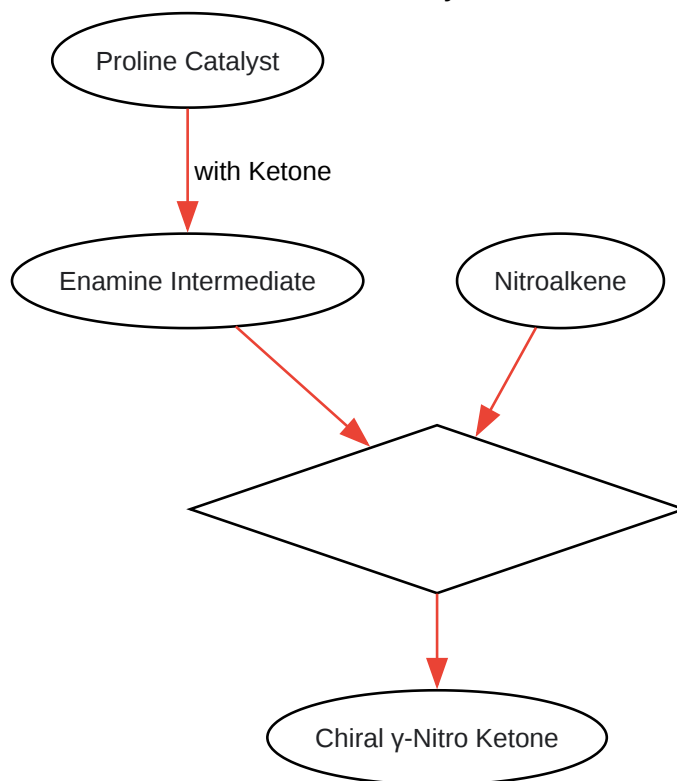 Proline Catalyst
with Ketone
Enamine Intermediate
Nitroalkene
Chiral γ-Nitro Ketone